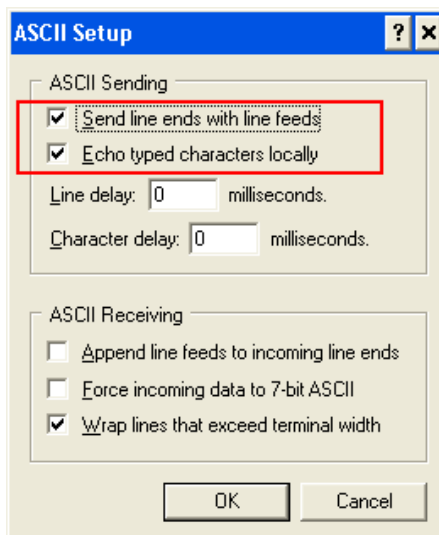 ASCII Setup
ASCII Sending
Send line ends with line feeds
Echo typed characters locally
Line delay: 0 milliseconds.
Character delay: 0 milliseconds.
ASCII Receiving
Append line feeds to incoming line ends
Force incoming data to 7-bit ASCII
Wrap lines that exceed terminal width
OK Cancel